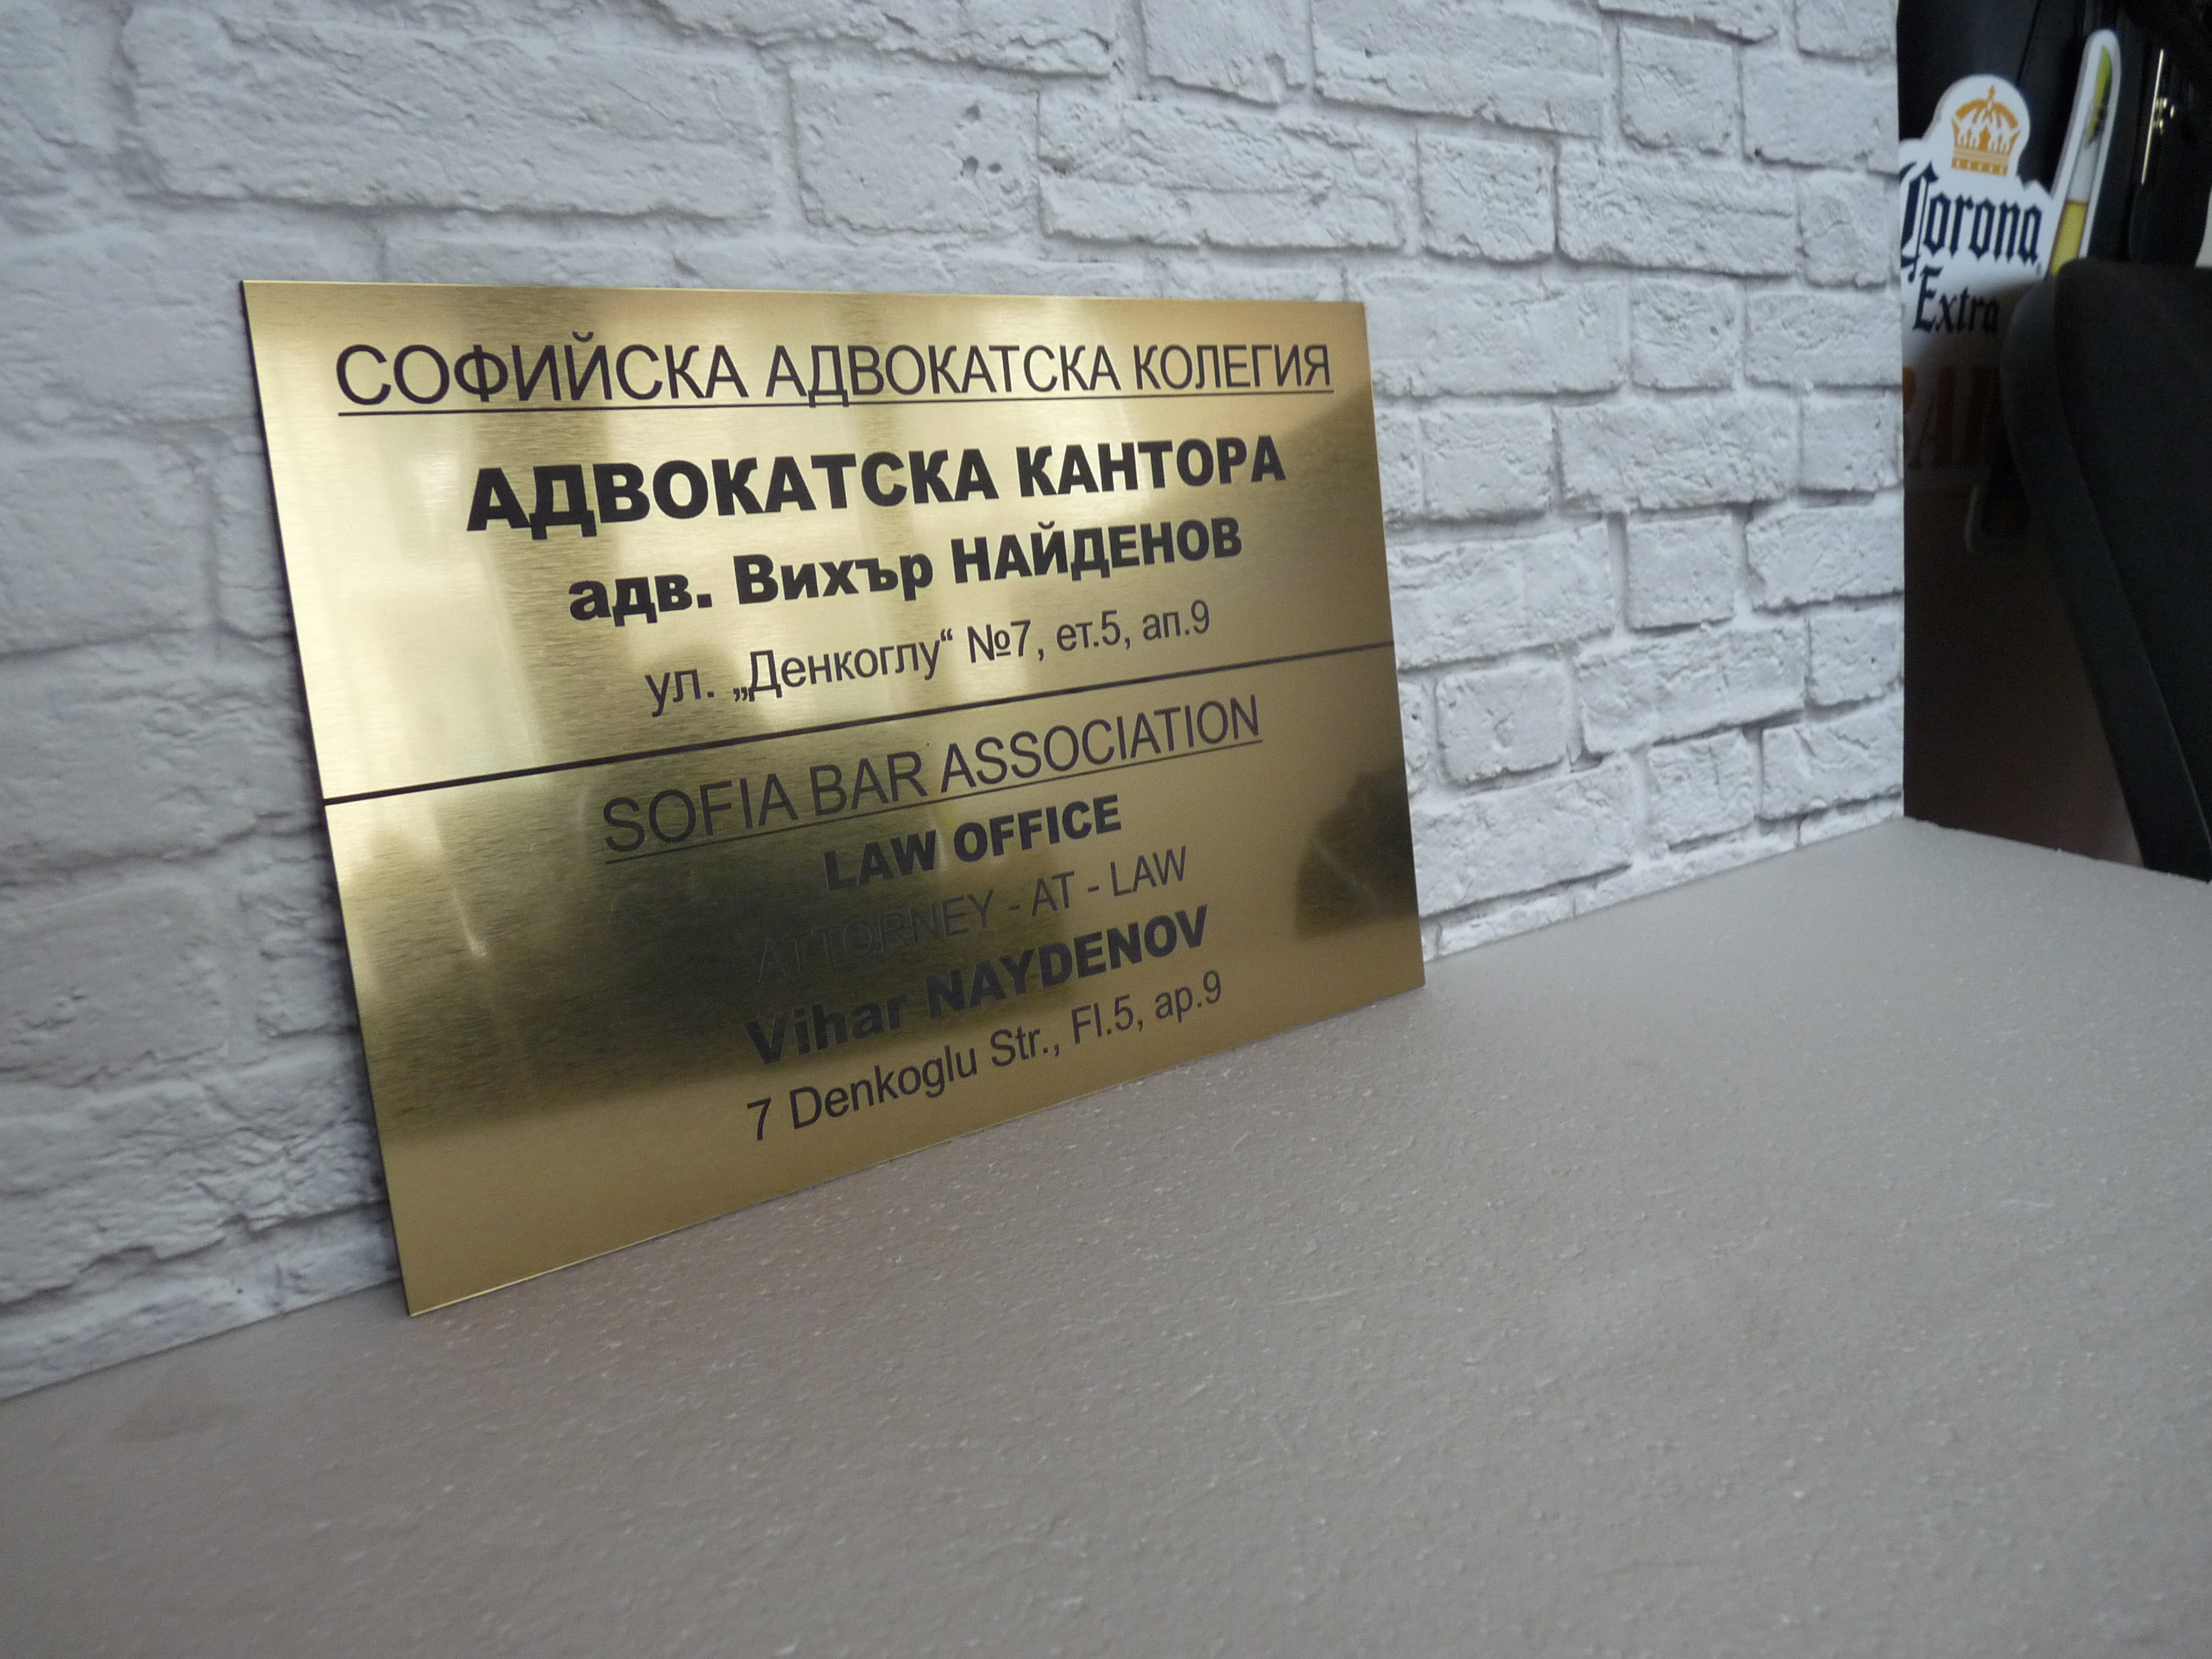 СОФИЙСКА АДВОКАТСКА КОЛЕГИЯ
АДВОКАТСКА КАНТОРА
адв. Вихър НАЙДЕНОВ
ул. „Денкоглу“ №7, ет.5, ап.9
SOFIA BAR ASSOCIATION
LAW OFFICE
ATTORNEY - AT - LAW
Vihar NAYDENOV
7 Denkoglu Str., Fl.5, ap.9
Corona
Extra